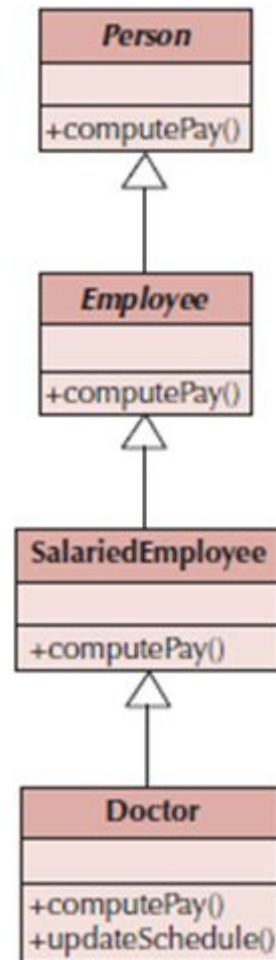 Person
+computePay()
Employee
+computePay()
SalariedEmployee
+computePay()
Doctor
+computePay()
+updateSchedule()